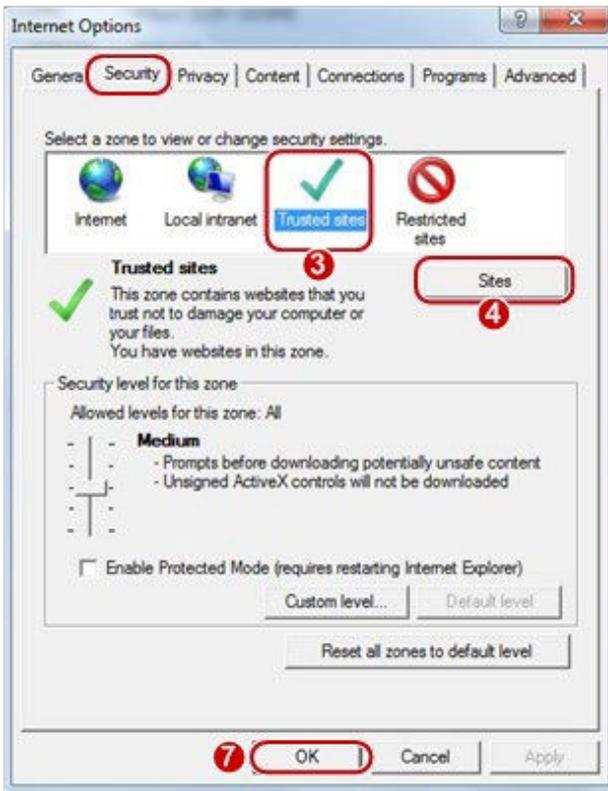 Internet Options
General Security Privacy Content Connections Programs Advanced
Select a zone to view or change security settings.
Internet Local intranet Trusted sites Restricted sites
3
Trusted sites
This zone contains websites that you
trust not to damage your computer or
your files.
You have websites in this zone.
Sites
4
Security level for this zone
Allowed levels for this zone: All
Medium
- Prompts before downloading potentially unsafe content
- Unsigned ActiveX controls will not be downloaded
Enable Protected Mode (requires restarting Internet Explorer)
Custom level... Default level
Reset all zones to default level
7 OK Cancel Apply